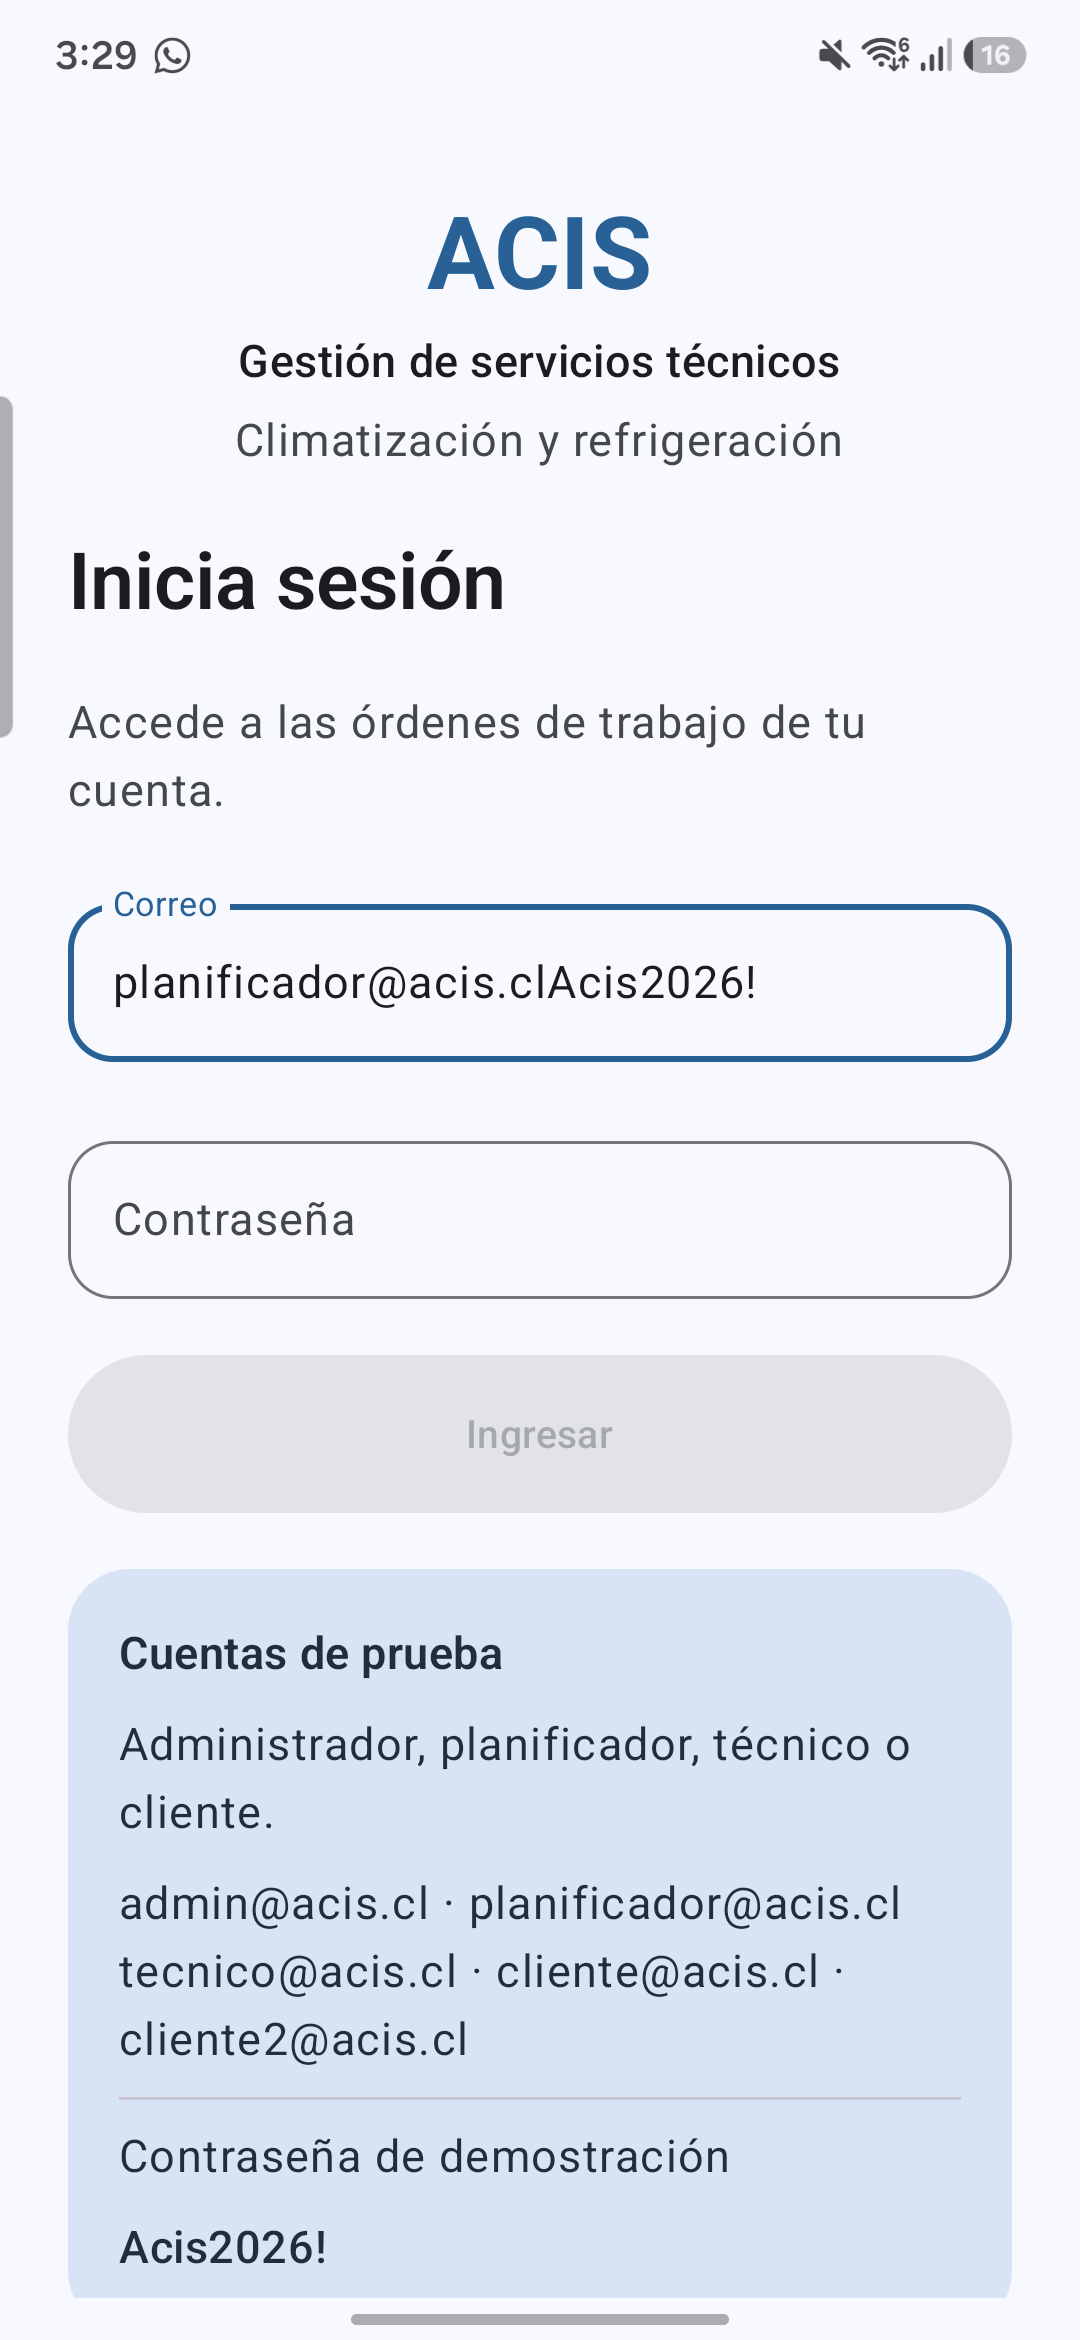 3:29
6
16
ACIS
Gestión de servicios técnicos
Climatización y refrigeración
Inicia sesión
Accede a las órdenes de trabajo de tu
cuenta.
Correo
planificador@acis.clAcis2026!
Contraseña
Ingresar
Cuentas de prueba
Administrador, planificador, técnico o
cliente.
admin@acis.cl · planificador@acis.cl
tecnico@acis.cl · cliente@acis.cl ·
cliente2@acis.cl
Contraseña de demostración
Acis2026!